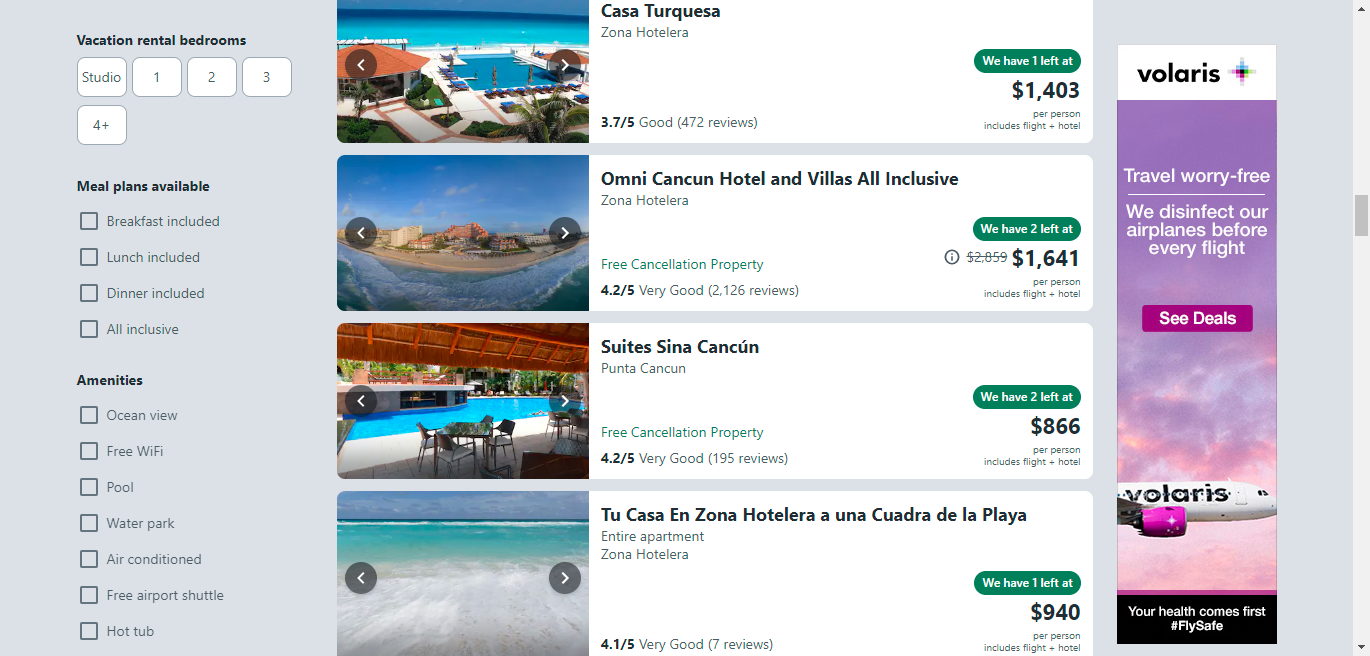 Vacation rental bedrooms
Studio
1
2
3
4+
Meal plans available
Breakfast included
Lunch included
Dinner included
All inclusive
Amenities
Ocean view
Free WiFi
Pool
Water park
Air conditioned
Free airport shuttle
Hot tub
Casa Turquesa
Zona Hotelera
We have 1 left at
$1,403
per person
includes flight + hotel
3.7/5 Good (472 reviews)
Omni Cancun Hotel and Villas All Inclusive
Zona Hotelera
We have 2 left at
$2,859 $1,641
per person
includes flight + hotel
Free Cancellation Property
4.2/5 Very Good (2,126 reviews)
Suites Sina Cancún
Punta Cancun
We have 2 left at
$866
per person
includes flight + hotel
Free Cancellation Property
4.2/5 Very Good (195 reviews)
Tu Casa En Zona Hotelera a una Cuadra de la Playa
Entire apartment
Zona Hotelera
We have 1 left at
$940
per person
includes flight + hotel
4.1/5 Very Good (7 reviews)
volaris
Travel worry-free
We disinfect our
airplanes before
every flight
See Deals
volaris
Your health comes first
#FlySafe